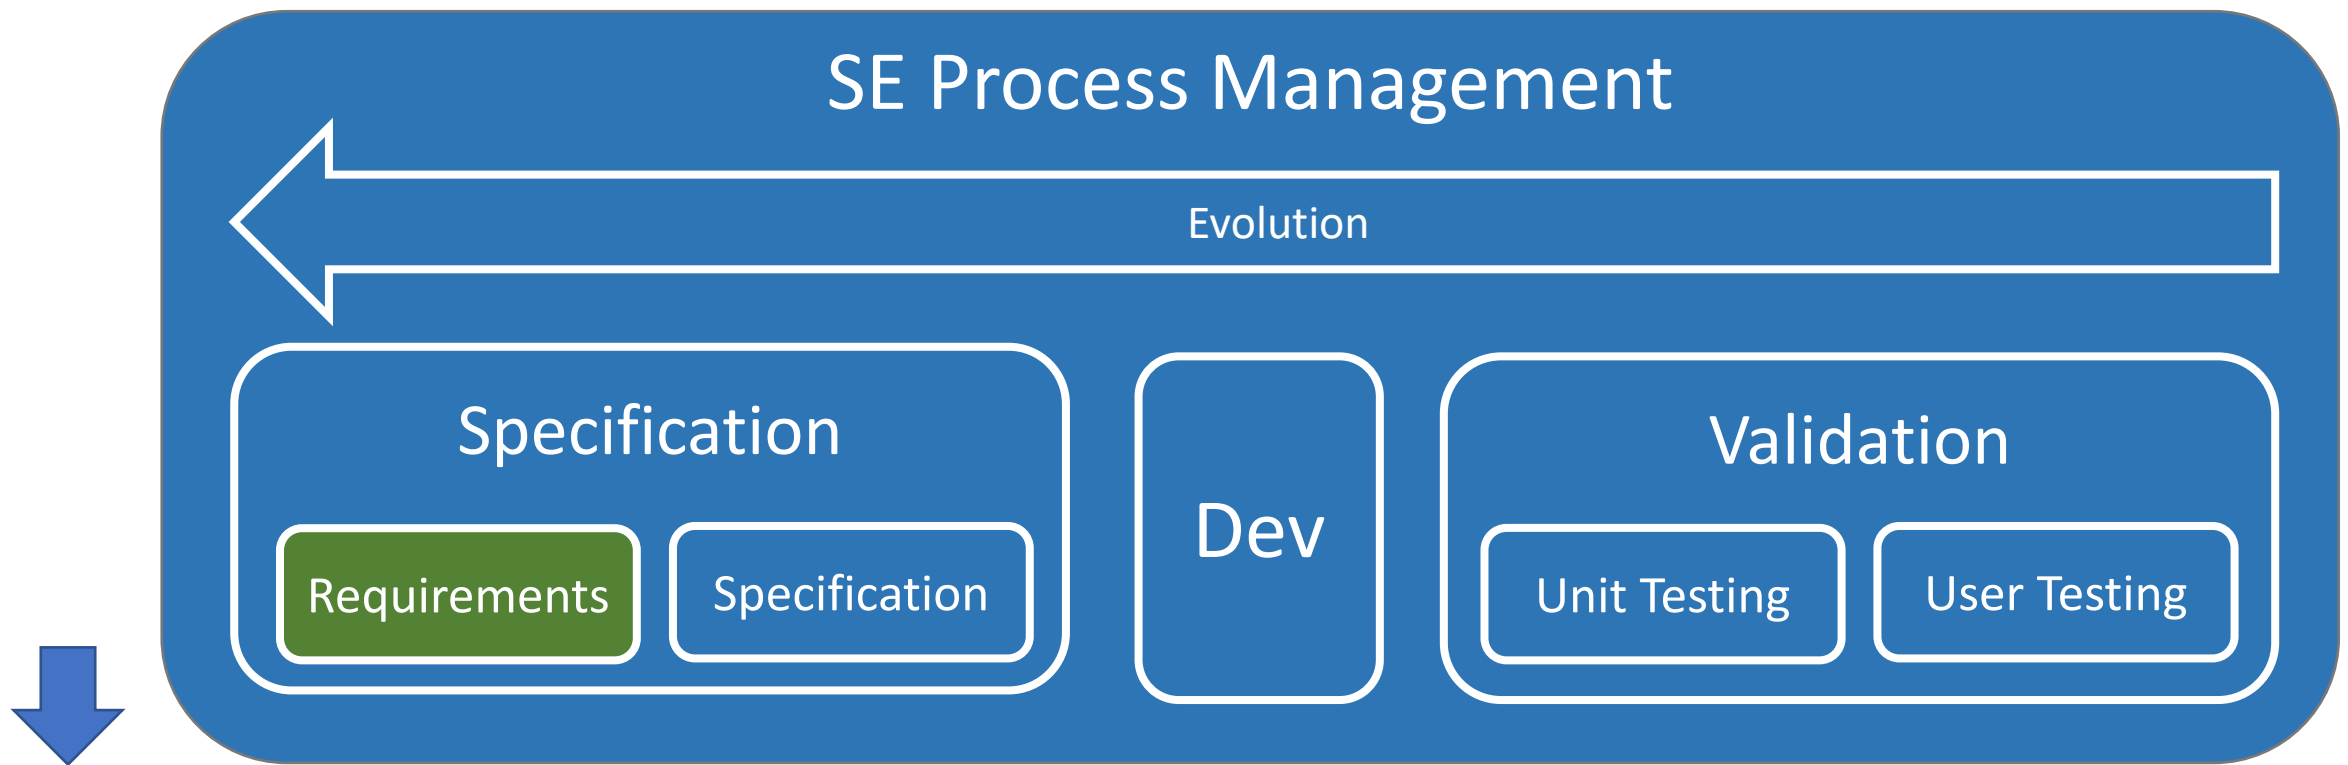 SE Process Management
Evolution
Specification
Requirements
Specification
Dev
Validation
Unit Testing
User Testing